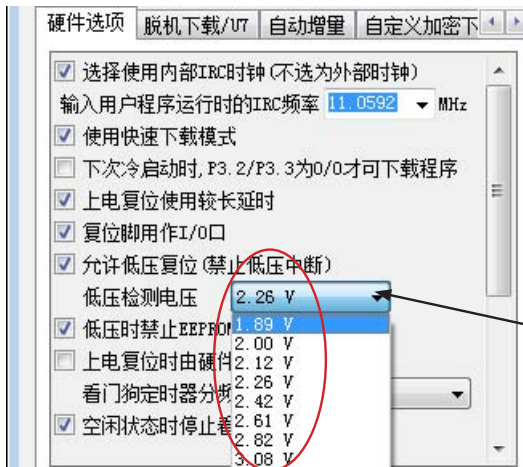 硬件选项 脱机下载/U7 自动增量 自定义加密下
选择使用内部IRC时钟(不选为外部时钟)
输入用户程序运行时的IRC频率 11.0592 MHz
使用快速下载模式
下次冷启动时,P3.2/P3.3为0/0才可下载程序
上电复位使用较长延时
复位脚用作I/O口
允许低压复位(禁止低压中断)
低压检测电压 2.26 V
低压时禁止EEPRO
1.89 V
2.00 V
上电复位时由硬件
2.12 V
2.26 V
看门狗定时器分频
2.42 V
空闲状态时停止看
2.61 V
2.82 V
3.08 V